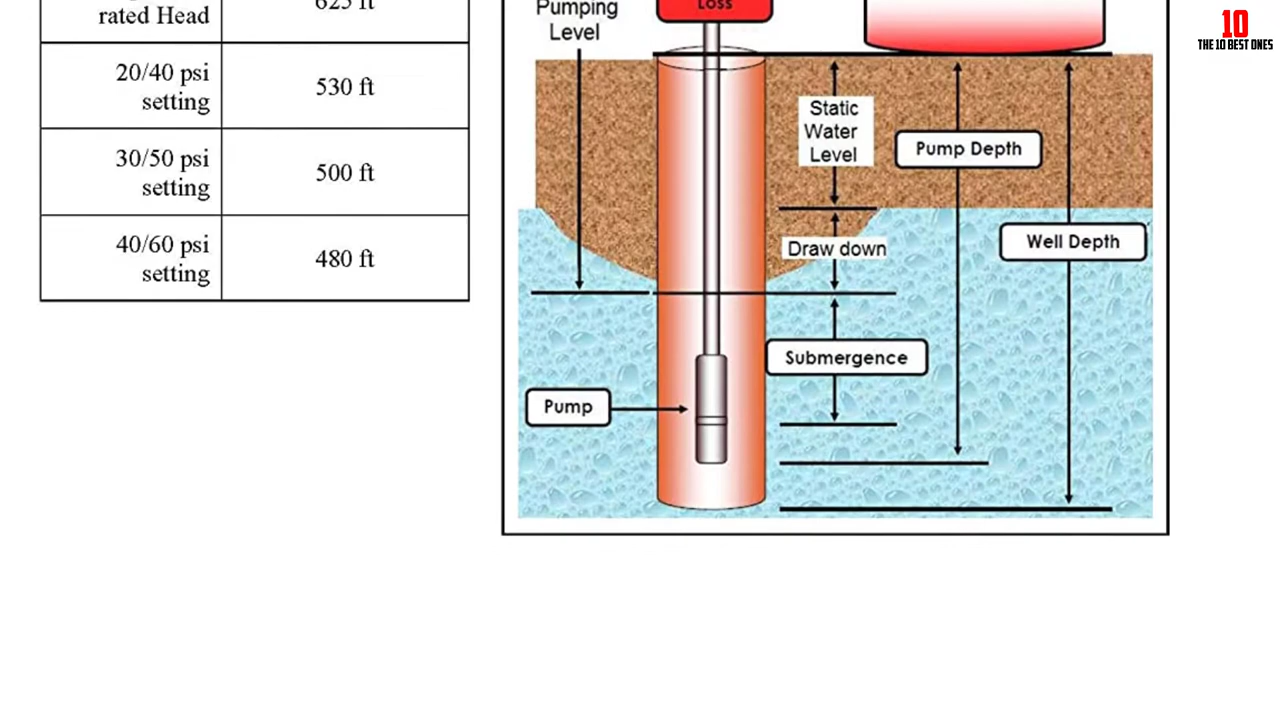 rated Head
625 ft
20/40 psi
setting
530 ft
30/50 psi
setting
500 ft
40/60 psi
setting
480 ft
Pumping
Level
Loss
Static
Water
Level
Pump Depth
Well Depth
Draw down
Submergence
Pump
10
THE 10 BEST ONES